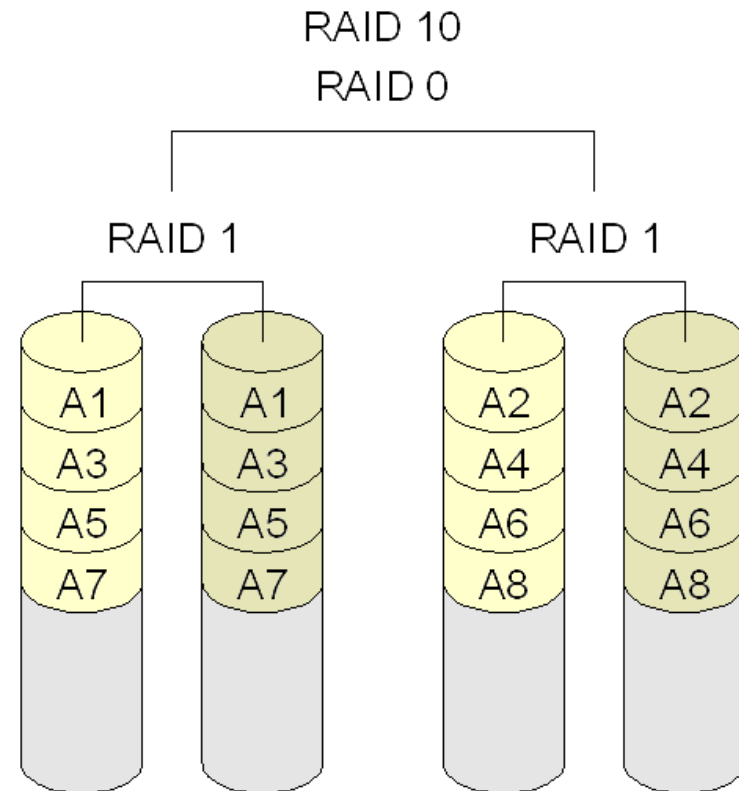 RAID 10
RAID 0
RAID 1 RAID 1
A1 A1 A2 A2
A3 A3 A4 A4
A5 A5 A6 A6
A7 A7 A8 A8